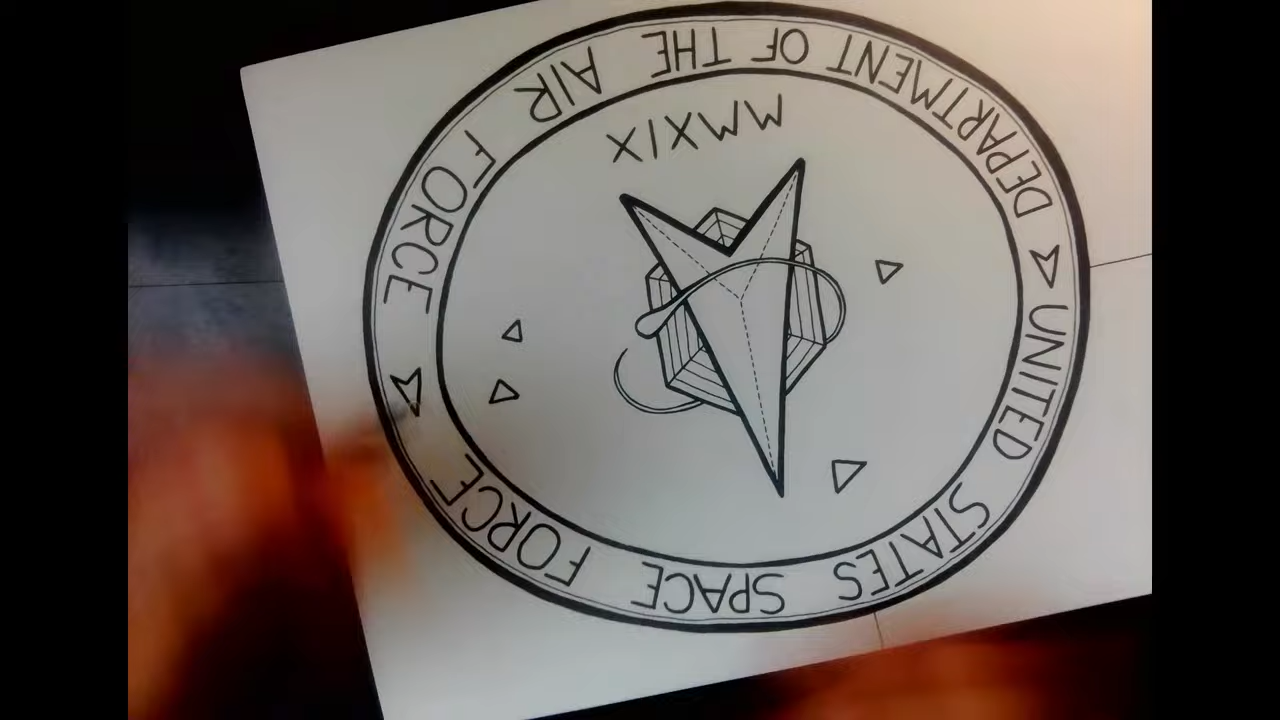 UNITED STATES SPACE FORCE
DEPARTMENT OF THE AIR FORCE
MMXIX